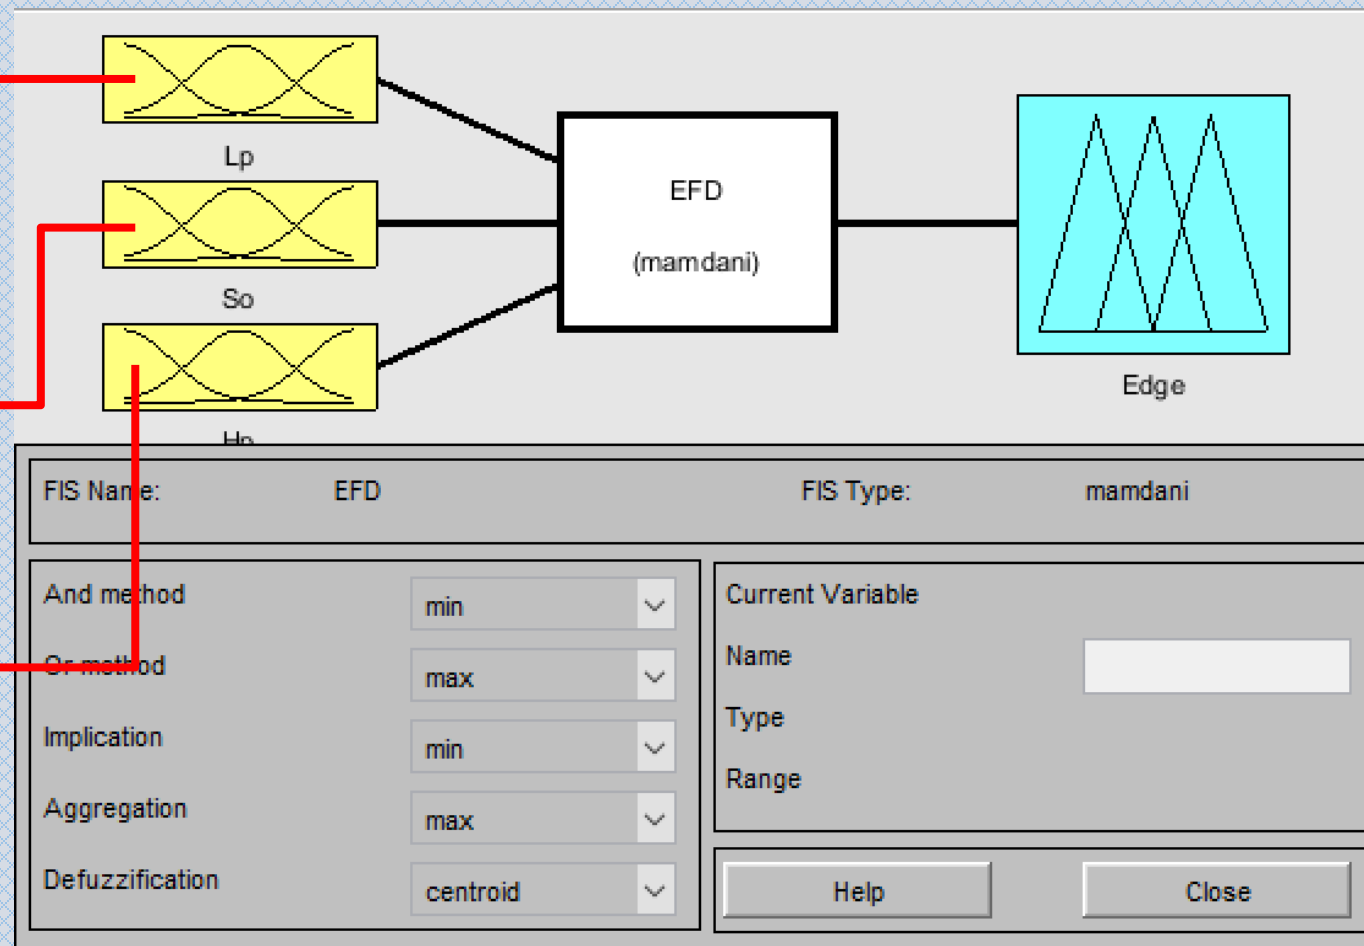 Lp
EFD
(mamdani)
So
Edge
Hp
FIS Name: EFD FIS Type: mamdani
And method min
Or method max
Implication min
Aggregation max
Defuzzification centroid
Current Variable
Name
Type
Range
Help Close